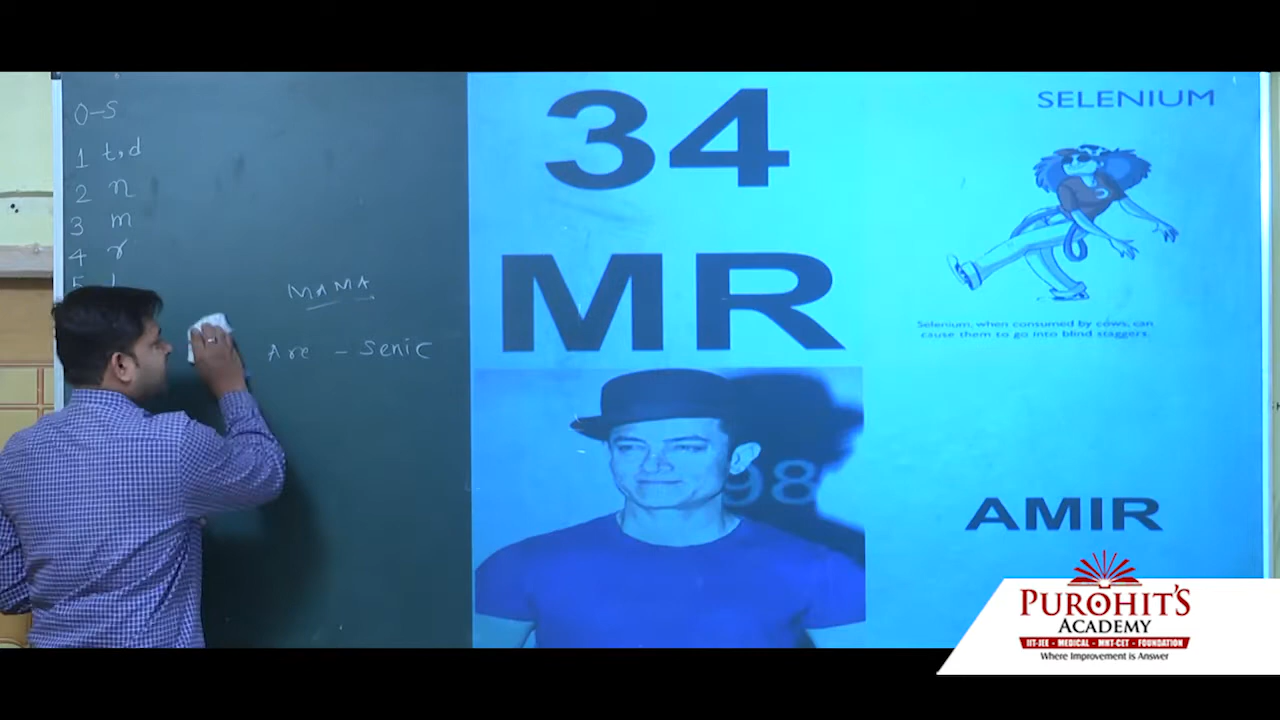 0-S
1 t,d
2 n
3 m
4 r
5
MAMA
Are - Senic
34
MR
98
SELENIUM
Selenium, when consumed by cows, can
cause them to go into blind staggers.
AMIR
PUROHIT'S
ACADEMY
IIT-JEE - MEDICAL - MHT-CET - FOUNDATION
Where Improvement is Answer